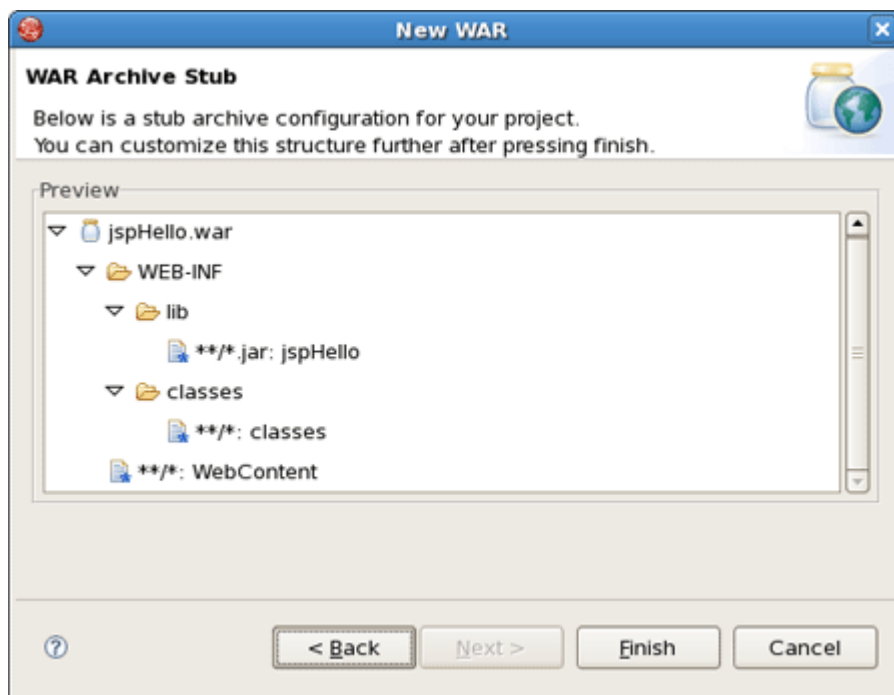 New WAR
WAR Archive Stub
Below is a stub archive configuration for your project.
You can customize this structure further after pressing finish.
Preview
jspHello.war
WEB-INF
lib
**/*.jar: jspHello
classes
**/*: classes
**/*: WebContent
?
< Back
Next >
Finish
Cancel